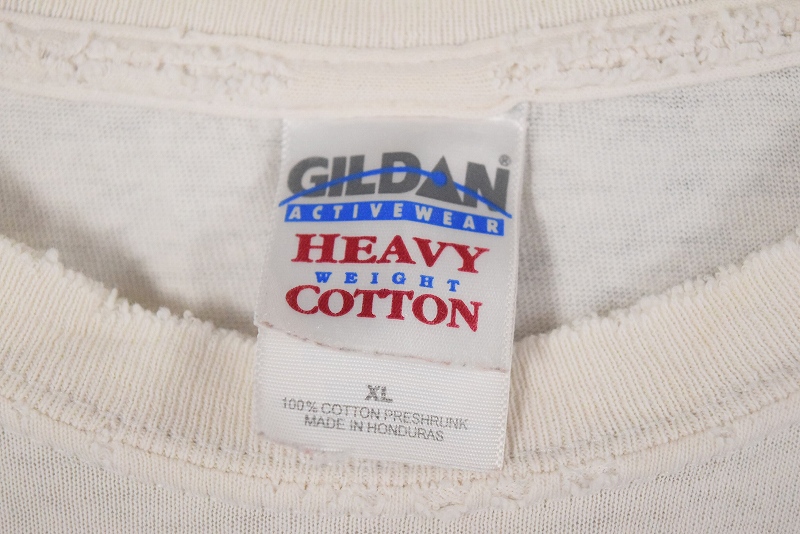 GILDAN®
ACTIVEWEAR
HEAVY
WEIGHT
COTTON
XL
100% COTTON PRESHRUNK
MADE IN HONDURAS